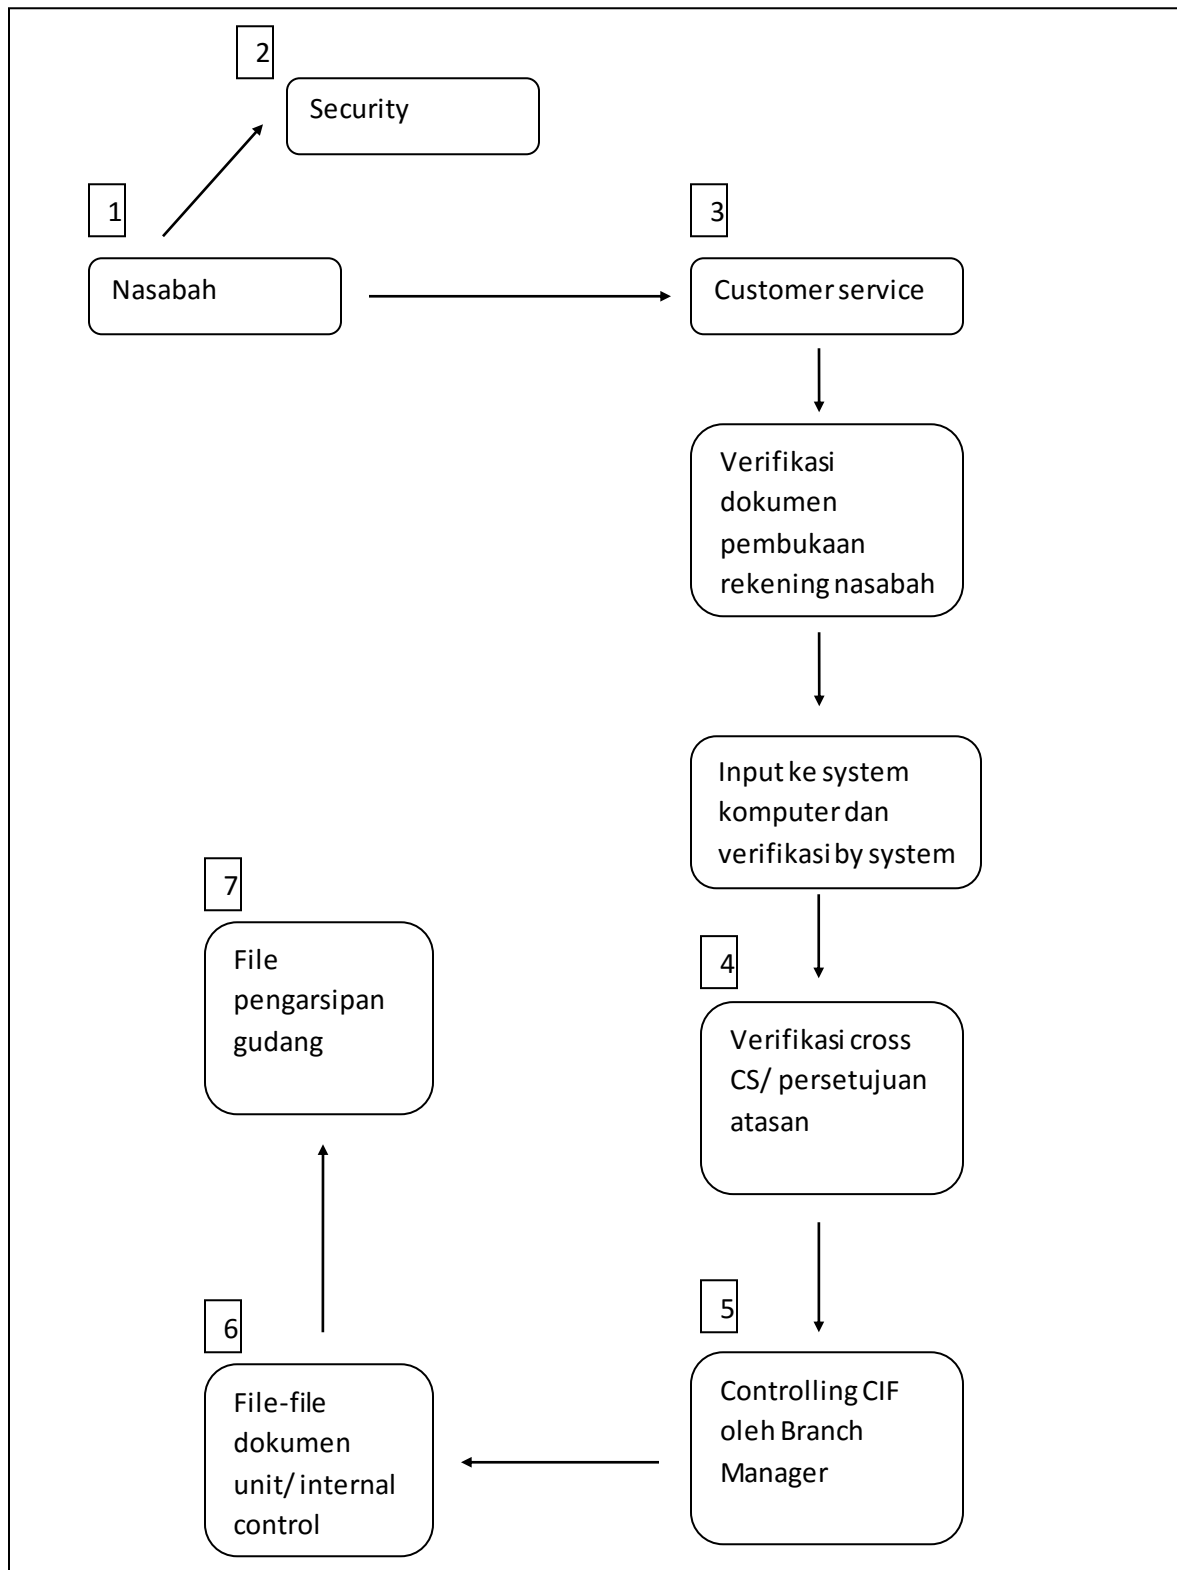 2
Security
1
Nasabah
3
Customer service
Verifikasi
dokumen
pembukaan
rekening nasabah
Input ke system
komputer dan
verifikasi by system
4
Verifikasi cross
CS/ persetujuan
atasan
5
Controlling CIF
oleh Branch
Manager
6
File-file
dokumen
unit/ internal
control
7
File
pengarsipan
gudang